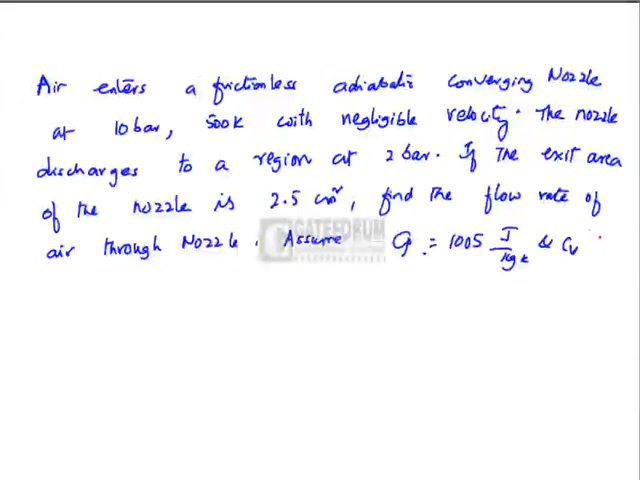 Air enters a frictionless adiabatic converging Nozzle
at 10 bar, 500K with negligible velocity. The nozzle
discharges to a region at 2 bar. If the exit area
of the nozzle is 2.5 cm², find the flow rate of
air through Nozzle. Assume Cp = 1005 J/kgK & Cv
GATEFORUM